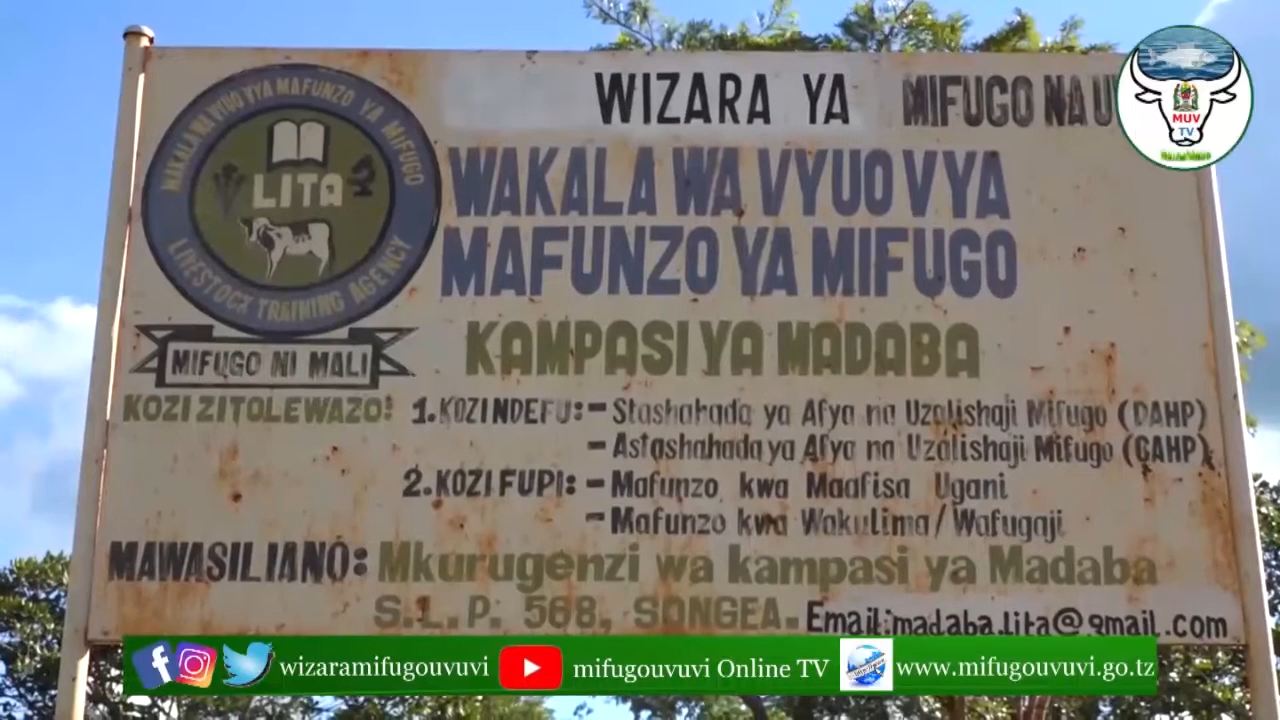 WIZARA YA MIFUGO NA U
MUV
TV
WAKALA WA VYUO VYA MAFUNZO YA MIFUGO
LITA
LIVESTOCK TRAINING AGENCY
MIFUGO NI MALI
WAKALA WA VYUO VYA
MAFUNZO YA MIFUGO
KAMPASI YA MADABA
KOZI ZITOLEWAZO: 1.KOZI NDEFU:- Stashahada ya Afya na Uzalishaji Mifugo (DAHP)
- Astashahada ya Afya na Uzalishaji Mifugo (CAHP)
2.KOZI FUPI:- Mafunzo kwa Maafisa Ugani
- Mafunzo kwa Wakulima/Wafugaji
MAWASILIANO: Mkurugenzi wa kampasi ya Madaba
S.L.P. 568, SONGEA. Email:madaba.lita@gmail.com
wizaramifugouvuvi mifugouvuvi Online TV www.mifugouvuvi.go.tz